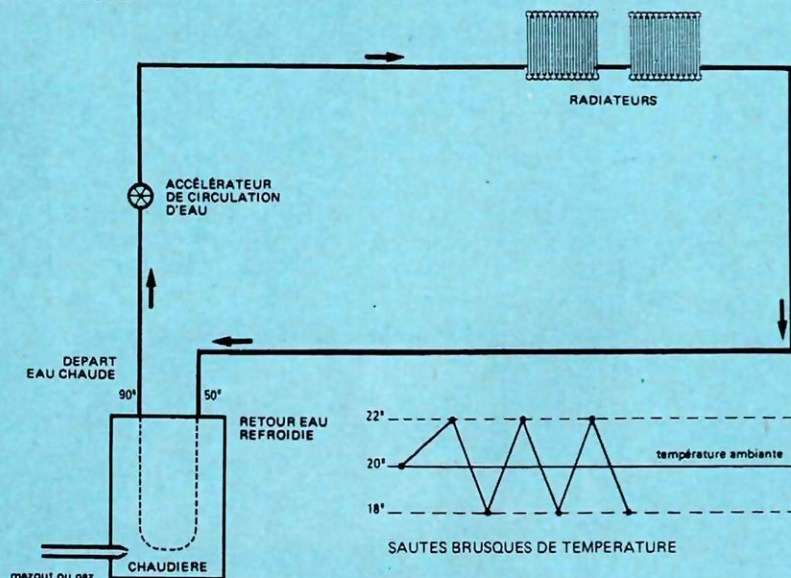 RADIATEURS
ACCÉLÉRATEUR
DE CIRCULATION
D'EAU
DEPART
EAU CHAUDE
90°
50°
RETOUR EAU
REFROIDIE
22°
20°
température ambiante
18°
SAUTES BRUSQUES DE TEMPERATURE
CHAUDIERE
mazout ou gaz